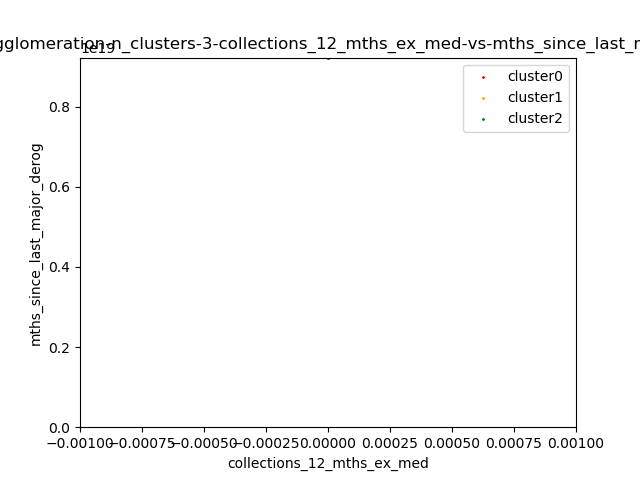 gglomeration-n_clusters-3-collections_12_mths_ex_med-vs-mths_since_last_
1e19
cluster0
cluster1
cluster2
0.8
0.6
0.4
0.2
0.0
mths_since_last_major_derog
−0.00100 −0.00075 −0.00050 −0.00025 0.00000 0.00025 0.00050 0.00075 0.00100
collections_12_mths_ex_med